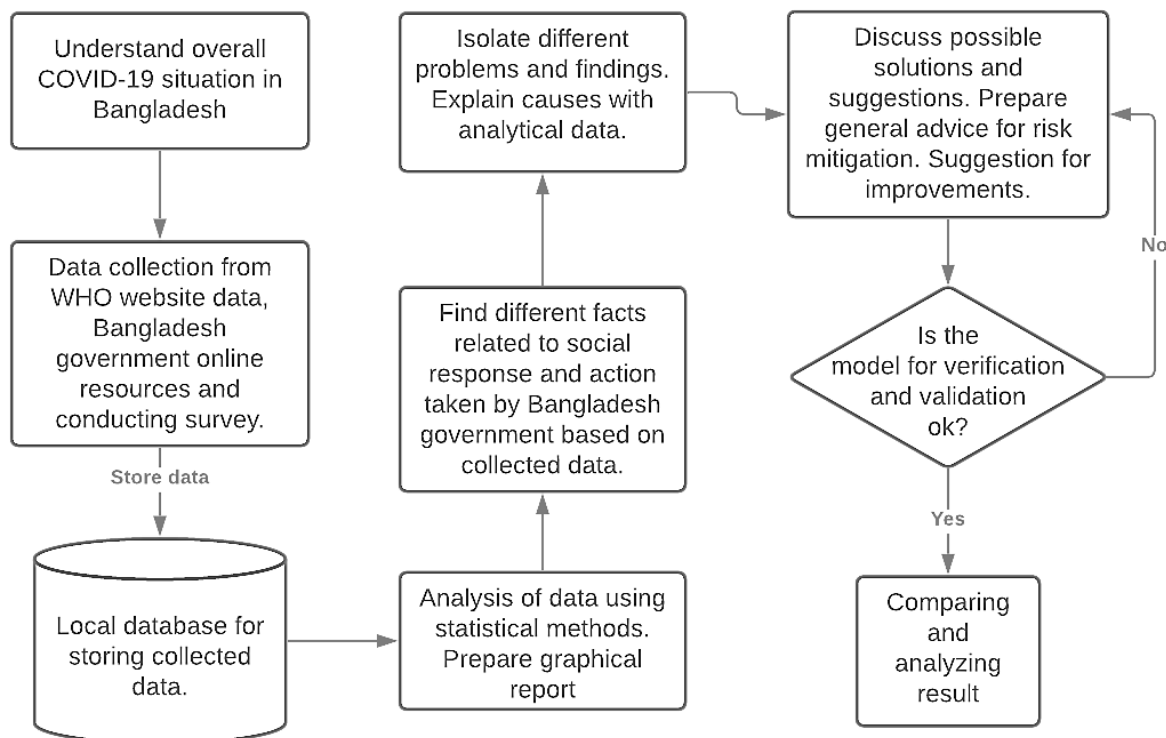 Understand overall
COVID-19 situation in
Bangladesh
Data collection from
WHO website data,
Bangladesh
government online
resources and
conducting survey.
Store data
Local database for
storing collected
data.
Analysis of data using
statistical methods.
Prepare graphical
report
Find different facts
related to social
response and action
taken by Bangladesh
government based on
collected data.
Isolate different
problems and findings.
Explain causes with
analytical data.
Discuss possible
solutions and
suggestions. Prepare
general advice for risk
mitigation. Suggestion for
improvements.
No
Is the
model for verification
and validation
ok?
Yes
Comparing
and
analyzing
result